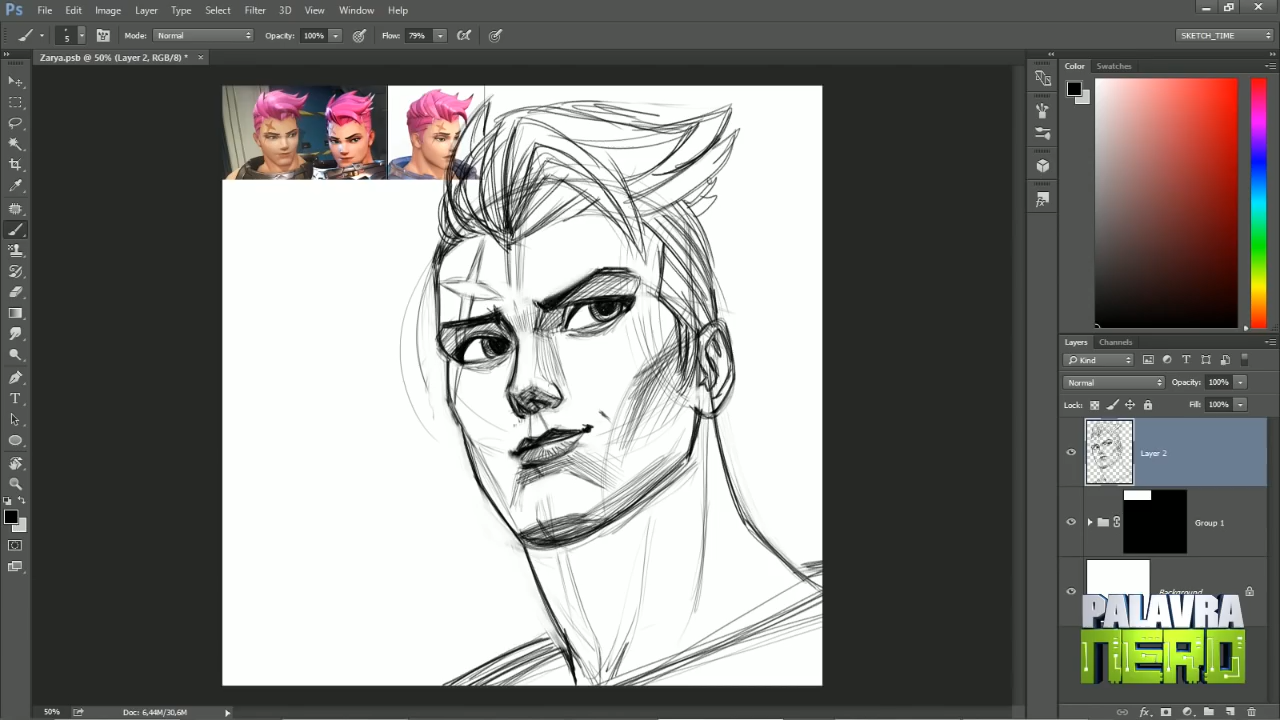 Ps File Edit Image Layer Type Select Filter 3D View Window Help
5 Mode: Normal Opacity: 100% Flow: 79% SKETCH_TIME
Zarya.psb @ 50% (Layer 2, RGB/8) * ×
Color Swatches
Layers Channels
Kind
Normal Opacity: 100%
Lock: Fill: 100%
Layer 2
Group 1
Background
PALAVRA
NERD
50% Doc: 6,44M/30,6M